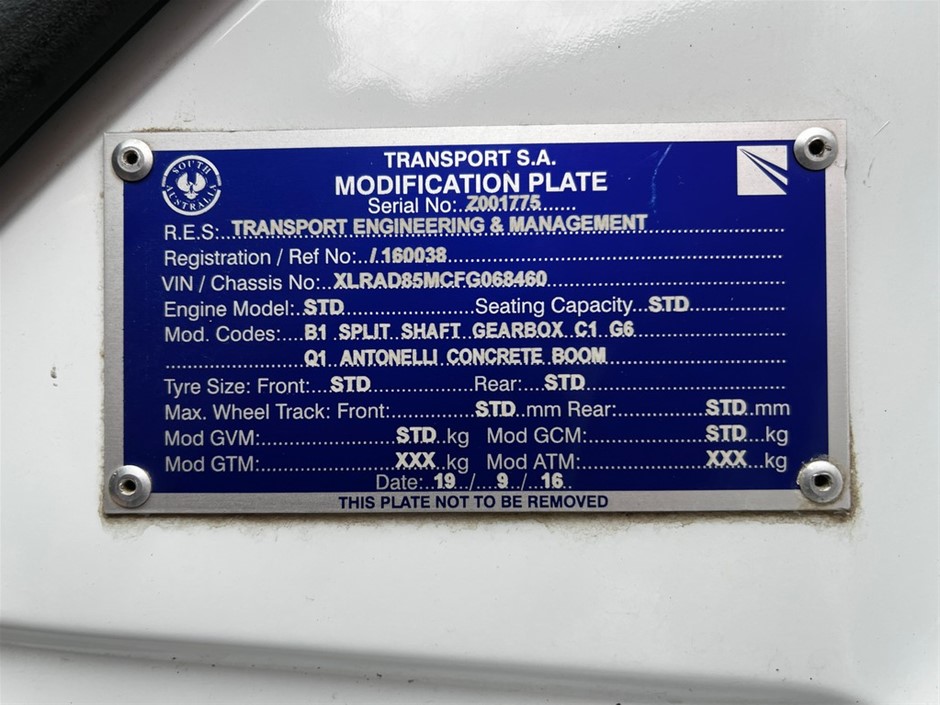 SOUTH AUSTRALIA
TRANSPORT S.A.
MODIFICATION PLATE
Serial No:..Z001775......
R.E.S:..TRANSPORT ENGINEERING & MANAGEMENT
Registration / Ref No:../ 160038
VIN / Chassis No:..XLRAD85MCFG068460
Engine Model:..STD Seating Capacity..STD
Mod. Codes:...B1 SPLIT SHAFT GEARBOX C1 G6
Q1 ANTONELLI CONCRETE BOOM
Tyre Size: Front:...STD Rear:...STD
Max. Wheel Track: Front:...STD..mm Rear:...STD..mm
Mod GVM:...STD..kg Mod GCM:...STD...kg
Mod GTM:...XXX..kg Mod ATM:...XXX...kg
Date:..19../..9../..16..
THIS PLATE NOT TO BE REMOVED